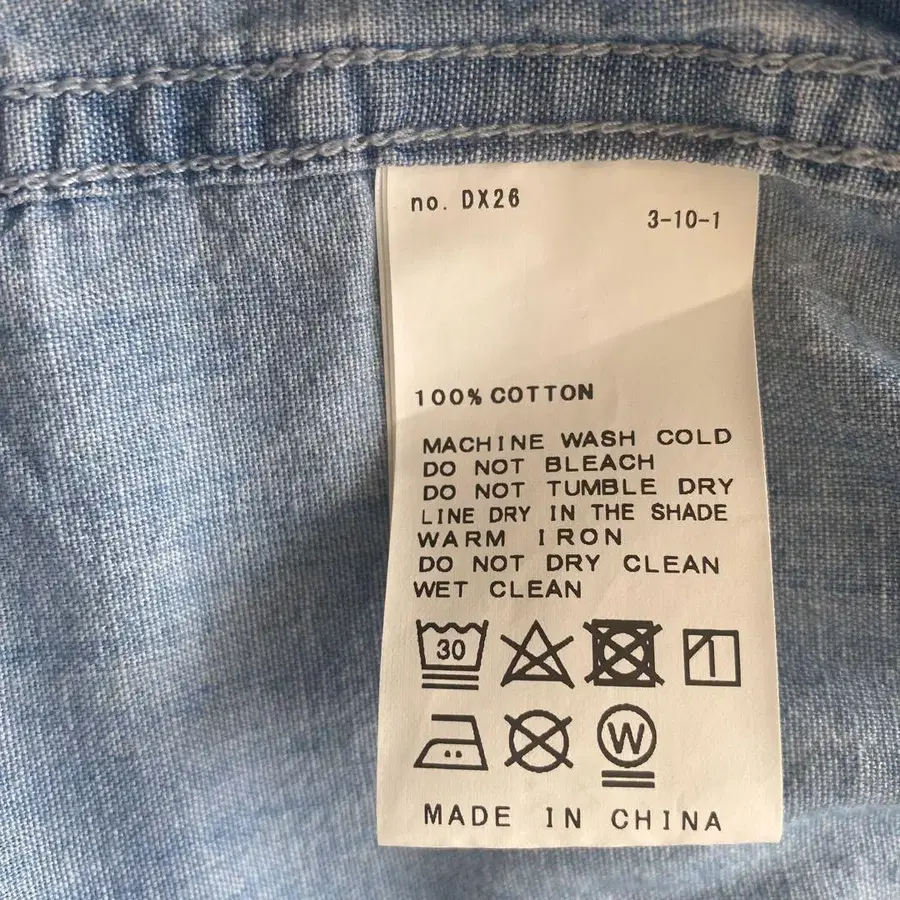 no. DX26
3-10-1
100% COTTON
MACHINE WASH COLD
DO NOT BLEACH
DO NOT TUMBLE DRY
LINE DRY IN THE SHADE
WARM IRON
DO NOT DRY CLEAN
WET CLEAN
30
W
MADE IN CHINA